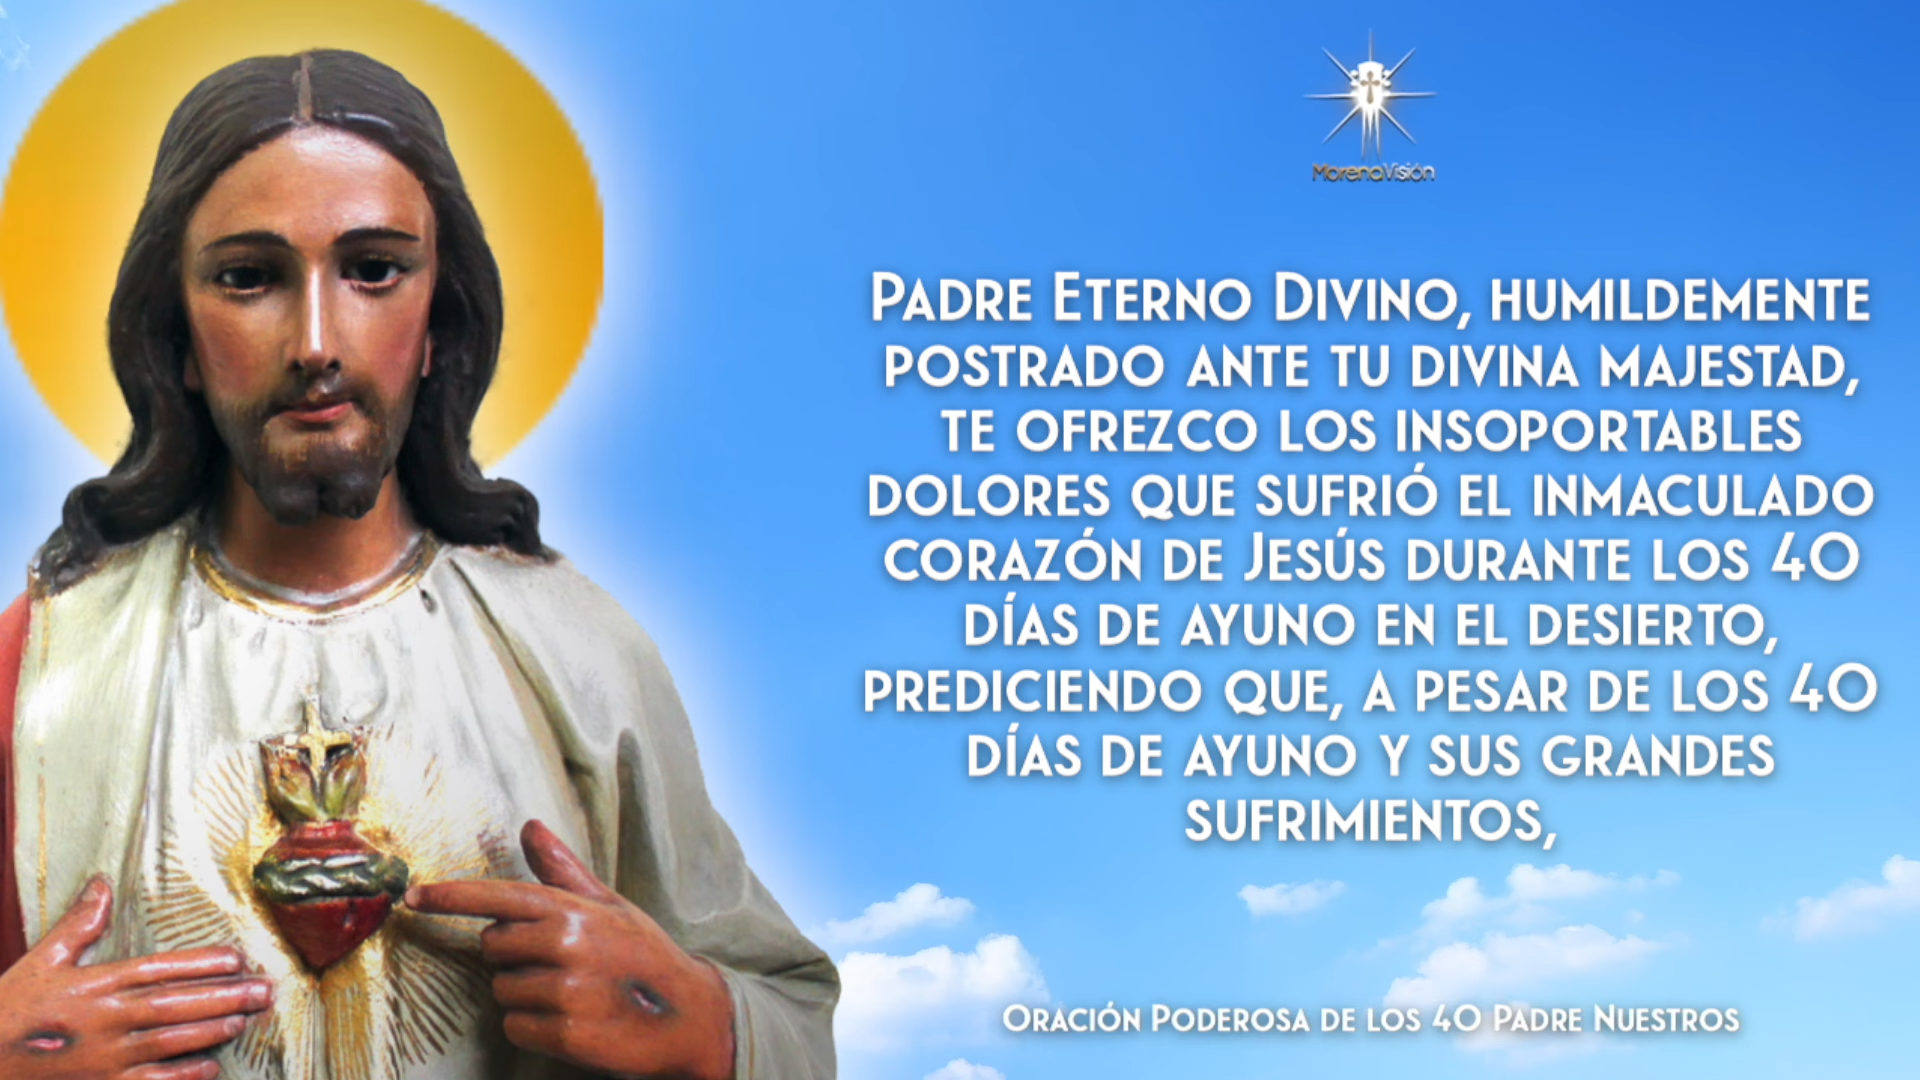 MorenaVisión
Padre Eterno Divino, humildemente
postrado ante tu divina majestad,
te ofrezco los insoportables
dolores que sufrió el inmaculado
corazón de Jesús durante los 40
días de ayuno en el desierto,
prediciendo que, a pesar de los 40
días de ayuno y sus grandes
sufrimientos,
Oración Poderosa de los 40 Padre Nuestros